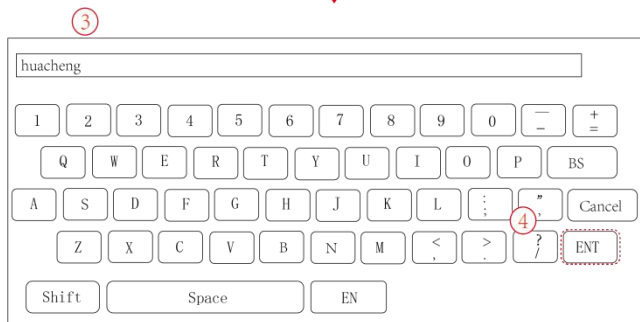 ③
huacheng
1 2 3 4 5 6 7 8 9 0 — - + =
Q W E R T Y U I O P BS
A S D F G H J K L : ; " , Cancel
④
Z X C V B N M < , > . ? / ENT
Shift Space EN